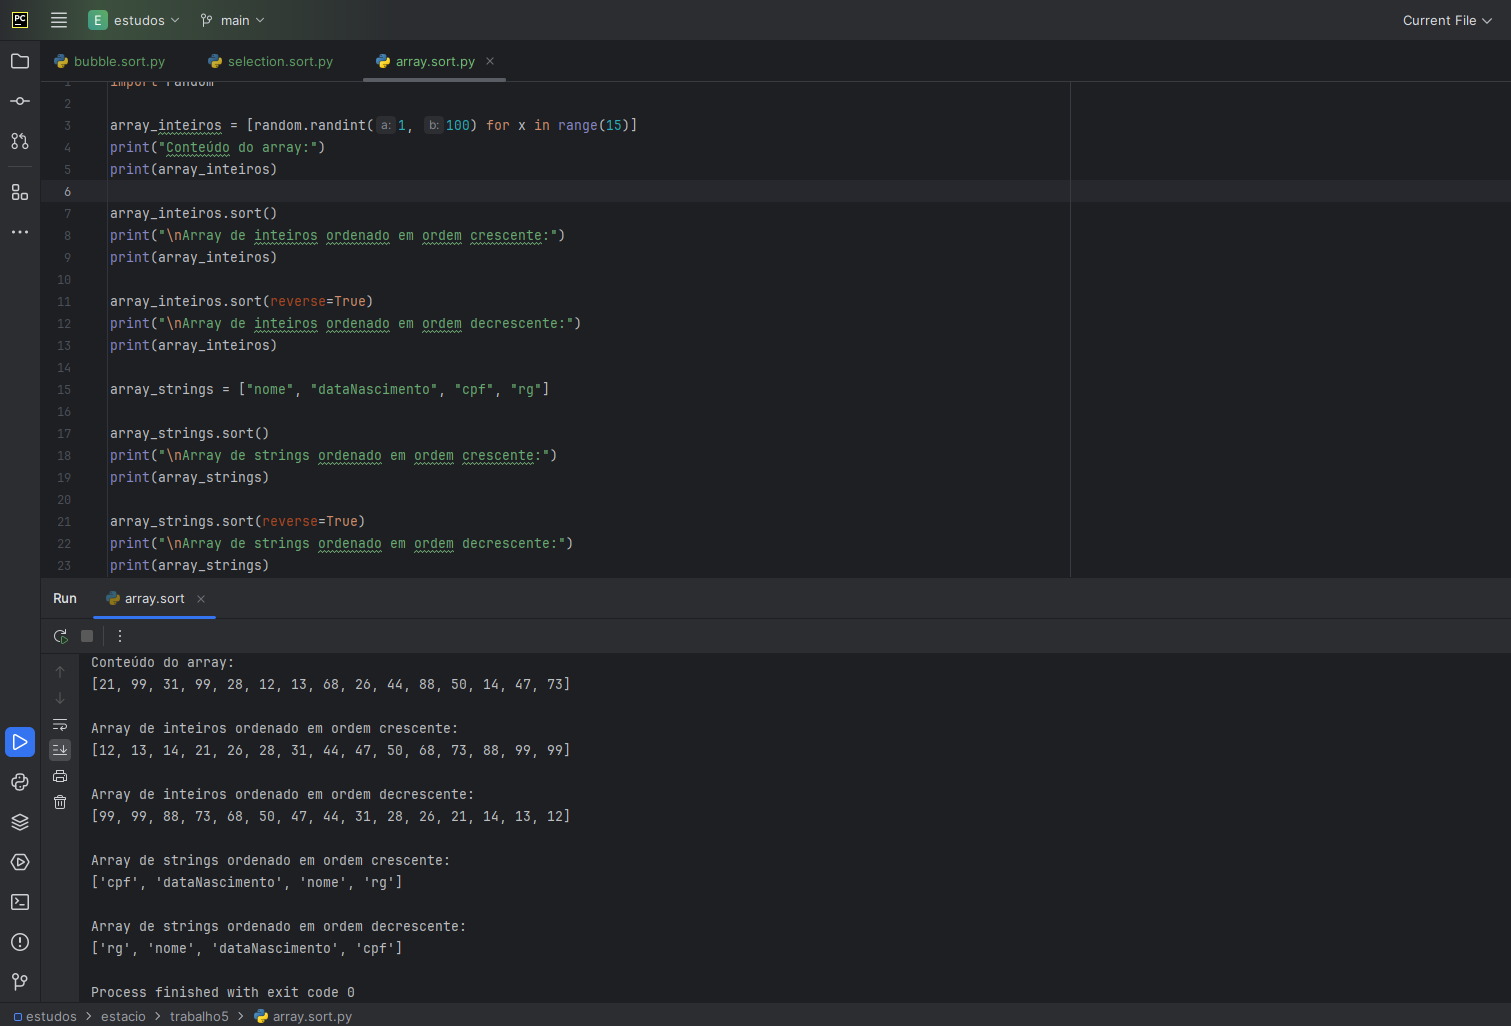 PC E estudos main Current File
bubble.sort.py selection.sort.py array.sort.py
1 import random
2
3 array_inteiros = [random.randint(a: 1, b: 100) for x in range(15)]
4 print("Conteúdo do array:")
5 print(array_inteiros)
6
7 array_inteiros.sort()
8 print("\nArray de inteiros ordenado em ordem crescente:")
9 print(array_inteiros)
10
11 array_inteiros.sort(reverse=True)
12 print("\nArray de inteiros ordenado em ordem decrescente:")
13 print(array_inteiros)
14
15 array_strings = ["nome", "dataNascimento", "cpf", "rg"]
16
17 array_strings.sort()
18 print("\nArray de strings ordenado em ordem crescente:")
19 print(array_strings)
20
21 array_strings.sort(reverse=True)
22 print("\nArray de strings ordenado em ordem decrescente:")
23 print(array_strings)
Run array.sort
Conteúdo do array:
[21, 99, 31, 99, 28, 12, 13, 68, 26, 44, 88, 50, 14, 47, 73]
Array de inteiros ordenado em ordem crescente:
[12, 13, 14, 21, 26, 28, 31, 44, 47, 50, 68, 73, 88, 99, 99]
Array de inteiros ordenado em ordem decrescente:
[99, 99, 88, 73, 68, 50, 47, 44, 31, 28, 26, 21, 14, 13, 12]
Array de strings ordenado em ordem crescente:
['cpf', 'dataNascimento', 'nome', 'rg']
Array de strings ordenado em ordem decrescente:
['rg', 'nome', 'dataNascimento', 'cpf']
Process finished with exit code 0
estudos > estacio > trabalho5 > array.sort.py